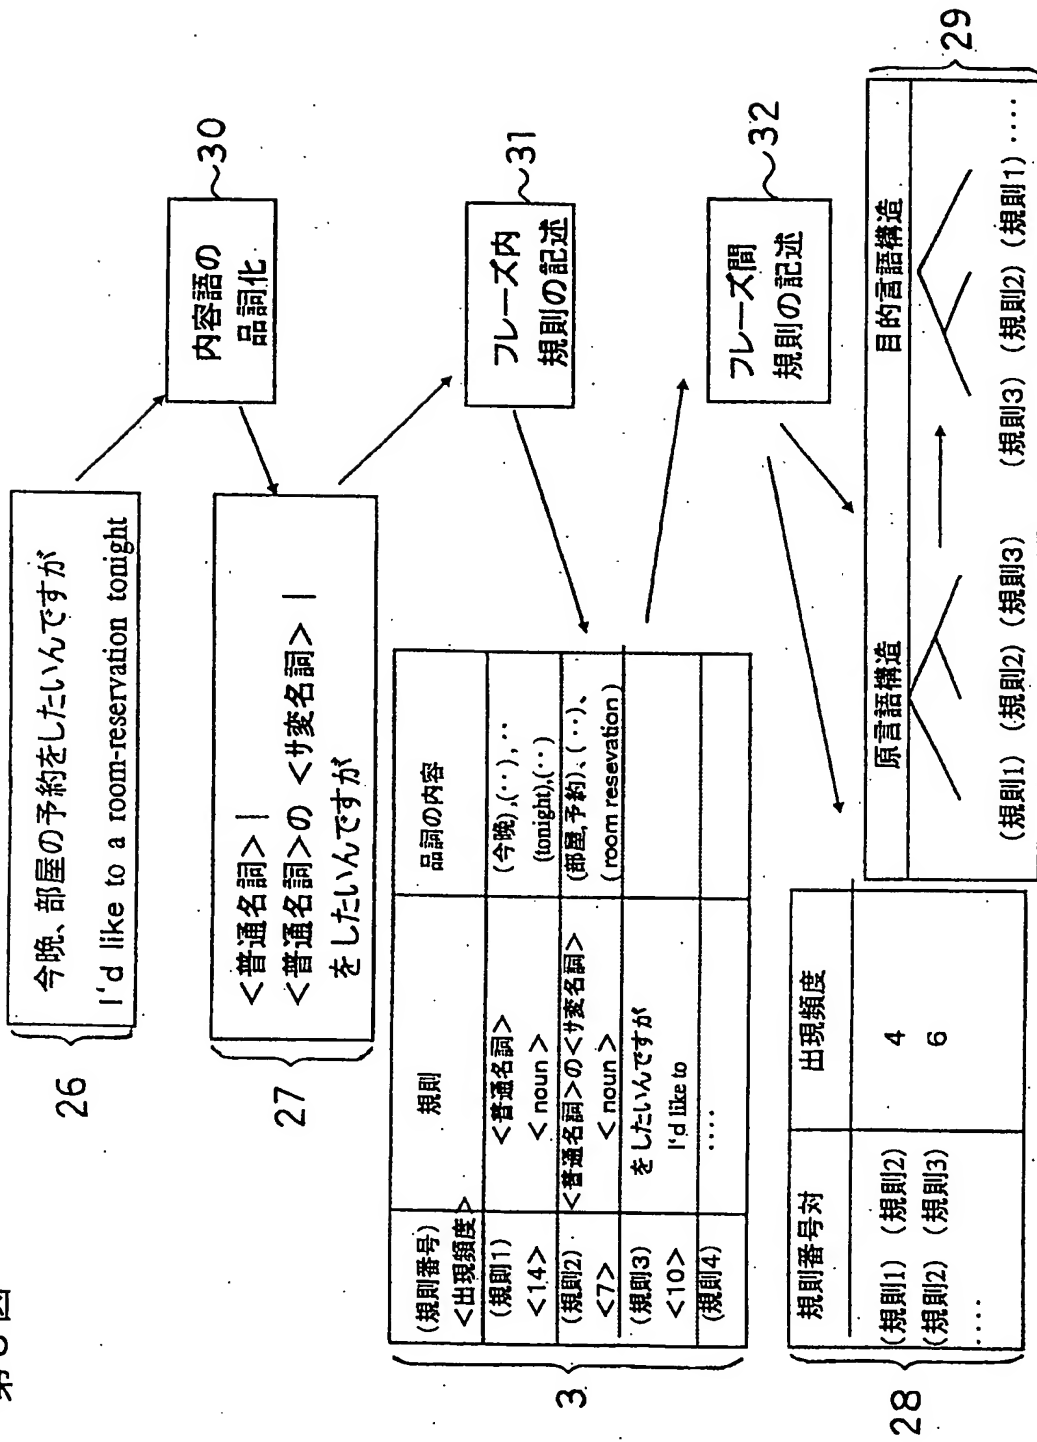 第3図
26
今晩、部屋の予約をしたいんですが
I'd like to a room-reservation tonight
内容語の
品詞化
30
27
<普通名詞>|
<普通名詞>の <サ変名詞> |
をしたいんですが
フレーズ内
規則の記述
31
3
(規則番号)
<出現頻度>
規則
品詞の内容
(規則1)
<14>
<普通名詞>
< noun >
(今晩),(‥),‥
(tonight),(‥)
(規則2)
<7>
<普通名詞>の<サ変名詞>
< noun >
(部屋,予約)、(‥)、
(room resevation)
(規則3)
<10>
をしたいんですが
I'd like to
(規則4)
....
フレーズ間
規則の記述
32
28
規則番号対
出現頻度
(規則1) (規則2)
4
(規則2) (規則3)
6
....
原言語構造
目的言語構造
29
(規則1) (規則2) (規則3)
(規則3) (規則2) (規則1) ....